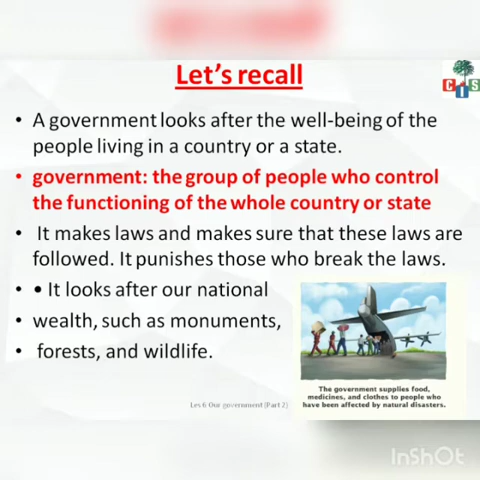 Let's recall
CIS
• A government looks after the well-being of the
people living in a country or a state.
• government: the group of people who control
the functioning of the whole country or state
• It makes laws and makes sure that these laws are
followed. It punishes those who break the laws.
• • It looks after our national
• wealth, such as monuments,
• forests, and wildlife.
The government supplies food,
medicines, and clothes to people who
have been affected by natural disasters.
Les 6 Our government (Part 2)
InShOt